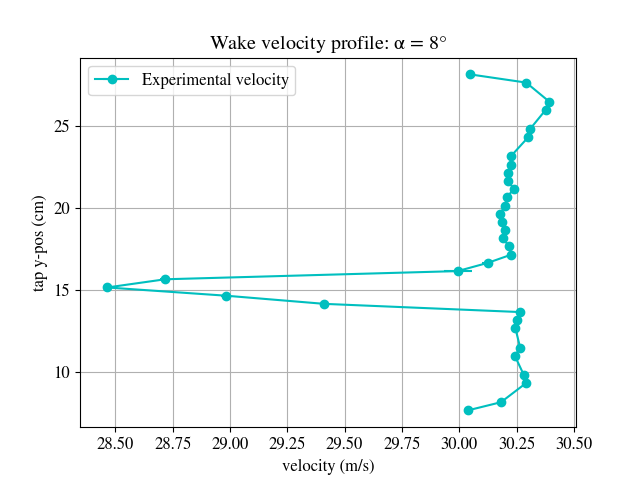 Wake velocity profile: α = 8°
Experimental velocity
tap y-pos (cm)
25
20
15
10
28.50 28.75 29.00 29.25 29.50 29.75 30.00 30.25 30.50
velocity (m/s)